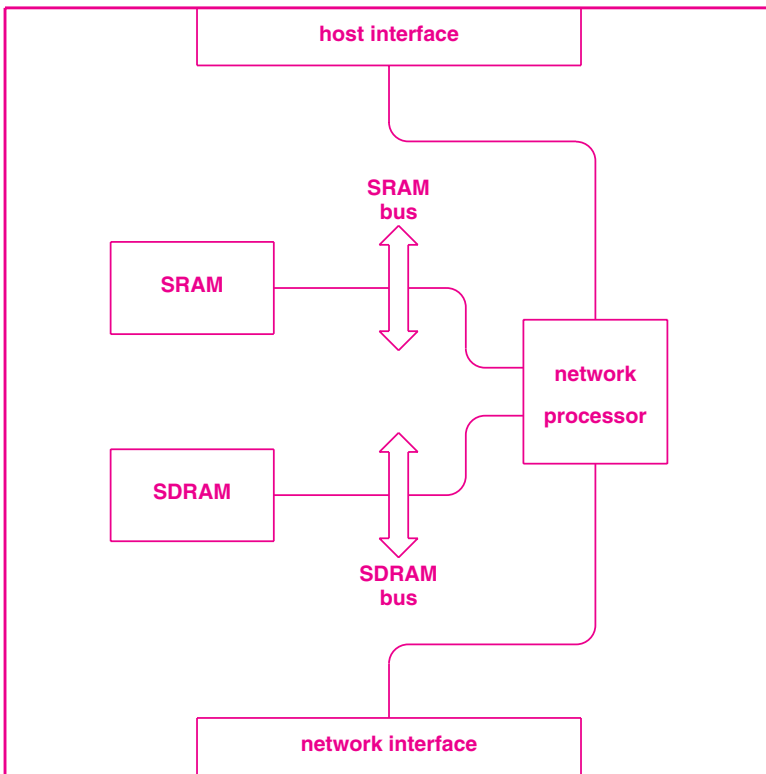 host interface
SRAM
bus
SRAM
network
processor
SDRAM
SDRAM
bus
network interface